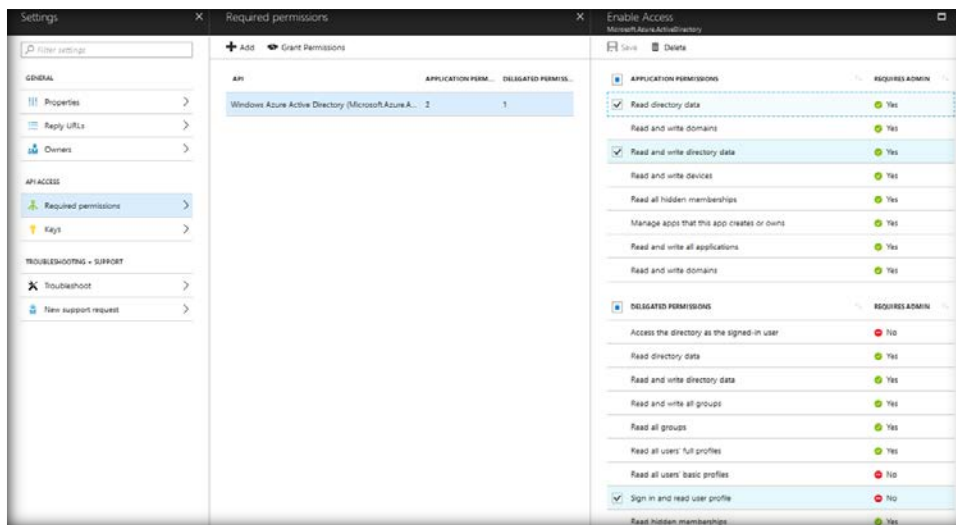 Settings
Filter settings
GENERAL
Properties
Reply URLs
Owners
API ACCESS
Required permissions
Keys
TROUBLESHOOTING + SUPPORT
Troubleshoot
New support request
Required permissions
Add Grant Permissions
API APPLICATION PERM... DELEGATED PERMISS...
Windows Azure Active Directory (Microsoft.Azure.A... 2 1
Enable Access
Microsoft.Azure.ActiveDirectory
Save Delete
APPLICATION PERMISSIONS REQUIRES ADMIN
Read directory data Yes
Read and write domains Yes
Read and write directory data Yes
Read and write devices Yes
Read all hidden memberships Yes
Manage apps that this app creates or owns Yes
Read and write all applications Yes
Read and write domains Yes
DELEGATED PERMISSIONS REQUIRES ADMIN
Access the directory as the signed-in user No
Read directory data Yes
Read and write directory data Yes
Read and write all groups Yes
Read all groups Yes
Read all users' full profiles Yes
Read all users' basic profiles No
Sign in and read user profile No
Read hidden memberships Yes